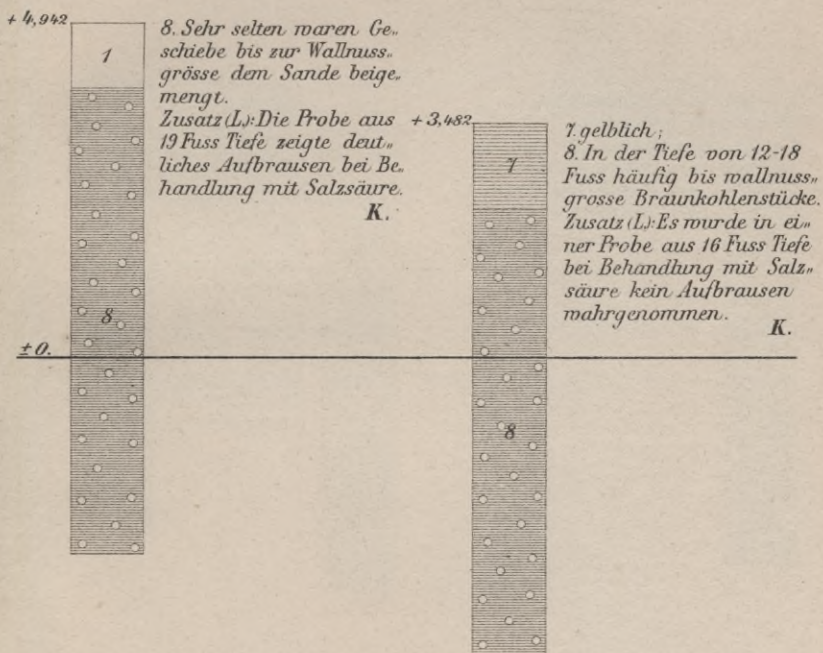 + 4,942
1
8. Sehr selten waren Ge„
schiebe bis zur Wallnuss„
grösse dem Sande beige„
mengt.
Zusatz (L): Die Probe aus
19 Fuss Tiefe zeigte deut„
liches Aufbrausen bei Be„
handlung mit Salzsäure.
K.
8
± 0.
+ 3,482
7
7. gelblich;
8. In der Tiefe von 12-18
Fuss häufig bis wallnuss„
grosse Braunkohlenstücke.
Zusatz (L): Es wurde in ei„
ner Probe aus 16 Fuss Tiefe
bei Behandlung mit Salz„
säure kein Aufbrausen
wahrgenommen.
K.
8